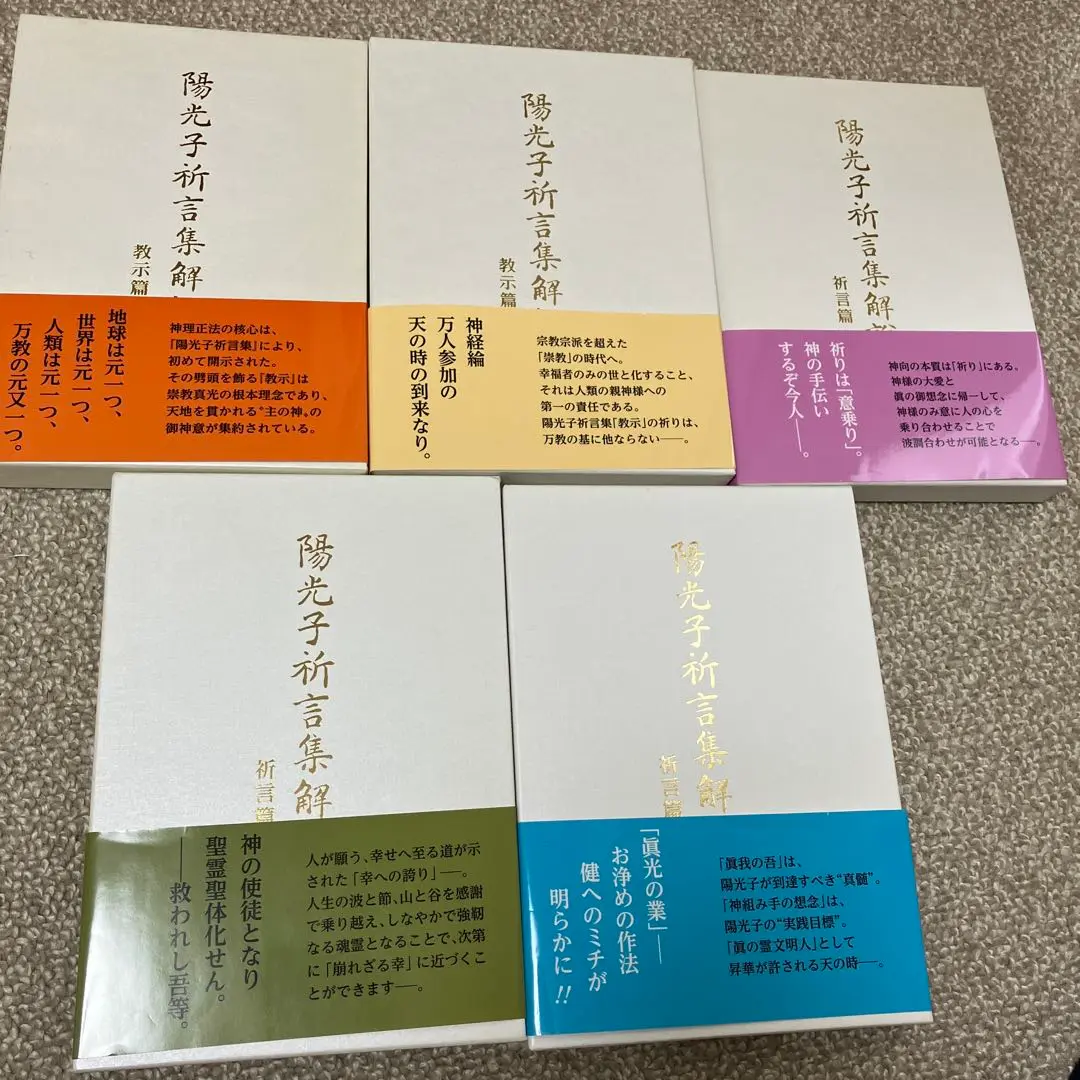 陽光子祈言集解
教示篇
地球は元一つ、
世界は元一つ、
人類は元一つ、
万教の元又一つ。
神理正法の核心は、
「陽光子祈言集」により、
初めて開示された。
その劈頭を飾る「教示」は
崇教真光の根本理念であり、
天地を貫かれる“主の神〟の
御神意が集約されている。
陽光子祈言集解
教示篇
神経綸
万人参加の
天の時の到来なり。
宗教宗派を超えた
「崇教」の時代へ。
幸福者のみの世と化すること、
それは人類の親神様への
第一の責任である。
陽光子祈言集「教示」の祈りは、
万教の基に他ならない──。
陽光子祈言集解
祈言篇
祈りは「意乗り」。
神の手伝い
するぞ今人──。
神向の本質は「祈り」にある。
神様の大愛と
眞の御想念に帰一して、
神様のみ意に人の心を
乗り合わせることで
波調合わせが可能となる──。
陽光子祈言集解
祈言篇
神の使徒となり
聖霊聖体化せん。
──救われし吾等。
人が願う、幸せへ至る道が示
された「幸への誇り」──。
人生の波と節、山と谷を感謝
で乗り越え、しなやかで強靭
なる魂霊となることで、次第
に「崩れざる幸」に近づくこ
とができます──。
陽光子祈言集解
祈言篇
「眞光の業」──
お浄めの作法
健へのミチが
明らかに!!
「眞我の吾」は、
陽光子が到達すべき“真髄〟。
「神組み手の想念」は、
陽光子の“実践目標〟。
「眞の霊文明人」として
昇華が許される天の時──。